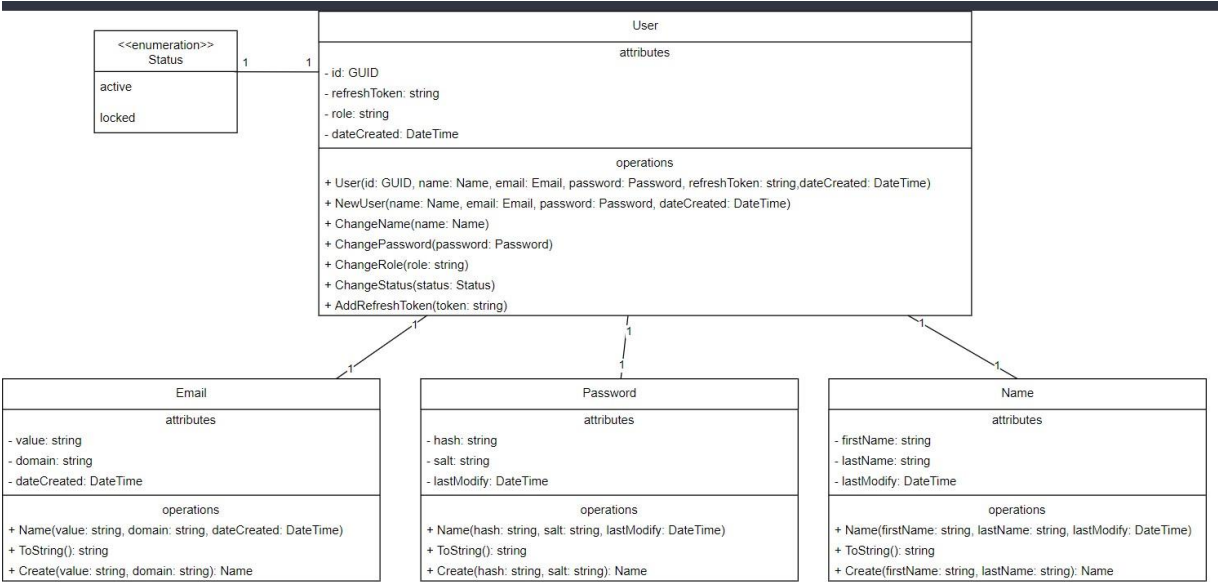 <<enumeration>>
Status
active
locked
1
1
User
attributes
- id: GUID
- refreshToken: string
- role: string
- dateCreated: DateTime
operations
+ User(id: GUID, name: Name, email: Email, password: Password, refreshToken: string,dateCreated: DateTime)
+ NewUser(name: Name, email: Email, password: Password, dateCreated: DateTime)
+ ChangeName(name: Name)
+ ChangePassword(password: Password)
+ ChangeRole(role: string)
+ ChangeStatus(status: Status)
+ AddRefreshToken(token: string)
1
1
1
1
1
1
Email
attributes
- value: string
- domain: string
- dateCreated: DateTime
operations
+ Name(value: string, domain: string, dateCreated: DateTime)
+ ToString(): string
+ Create(value: string, domain: string): Name
Password
attributes
- hash: string
- salt: string
- lastModify: DateTime
operations
+ Name(hash: string, salt: string, lastModify: DateTime)
+ ToString(): string
+ Create(hash: string, salt: string): Name
Name
attributes
- firstName: string
- lastName: string
- lastModify: DateTime
operations
+ Name(firstName: string, lastName: string, lastModify: DateTime)
+ ToString(): string
+ Create(firstName: string, lastName: string): Name